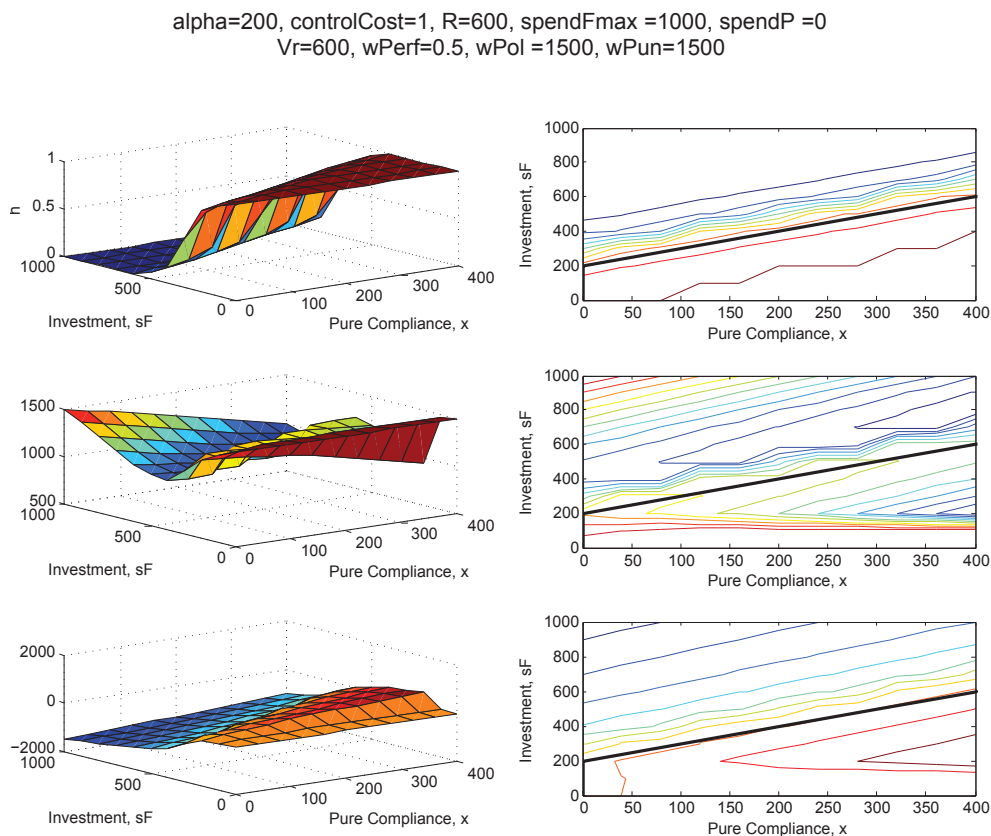 alpha=200, controlCost=1, R=600, spendFmax =1000, spendP =0
Vr=600, wPerf=0.5, wPol =1500, wPun=1500
1
0.5
0
n
1000
500
0
Investment, sF
0
100
200
300
400
Pure Compliance, x
1000
800
600
400
200
0
Investment, sF
0 50 100 150 200 250 300 350 400
Pure Compliance, x
1500
1000
500
1000
500
0
Investment, sF
0
100
200
300
400
Pure Compliance, x
1000
800
600
400
200
0
Investment, sF
0 50 100 150 200 250 300 350 400
Pure Compliance, x
2000
0
−2000
1000
500
0
Investment, sF
0
100
200
300
400
Pure Compliance, x
1000
800
600
400
200
0
Investment, sF
0 50 100 150 200 250 300 350 400
Pure Compliance, x